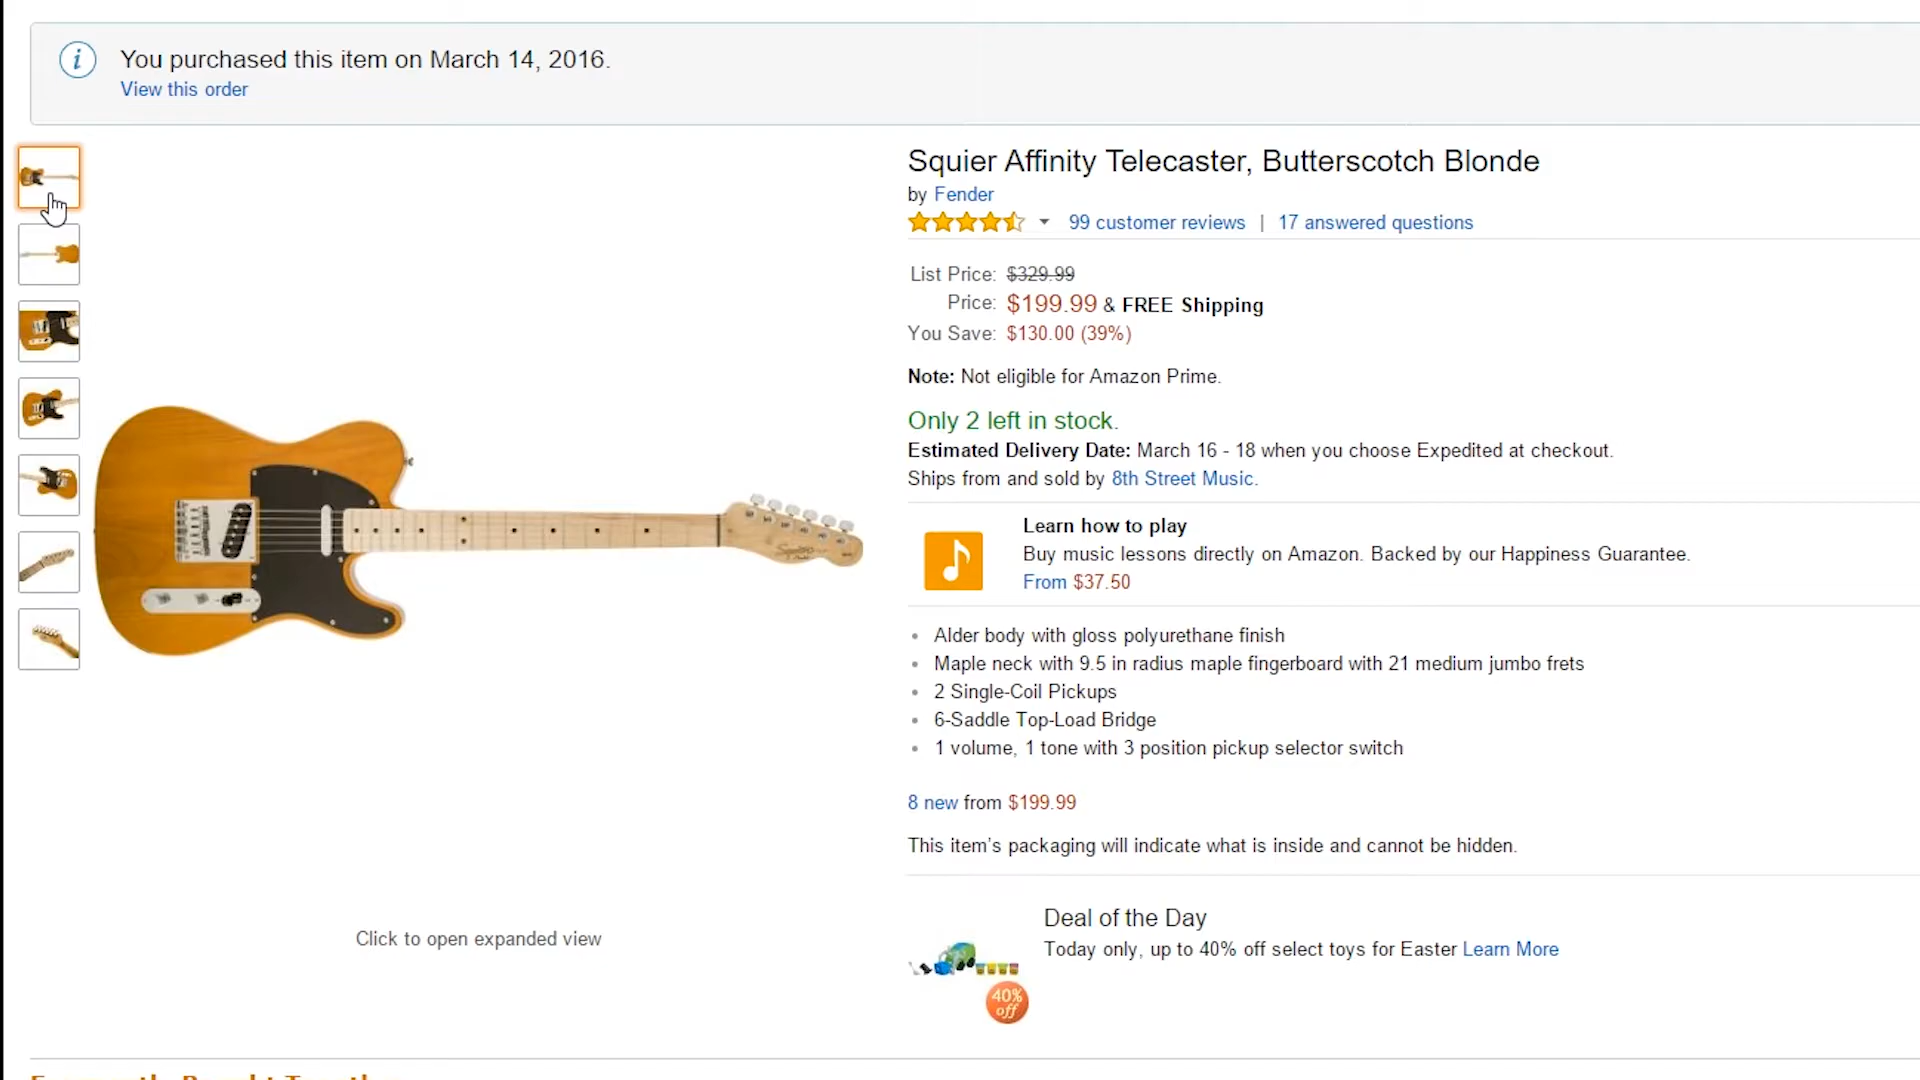 You purchased this item on March 14, 2016.
View this order
Squier Affinity Telecaster, Butterscotch Blonde
by Fender
99 customer reviews | 17 answered questions
List Price: $329.99
Price: $199.99 & FREE Shipping
You Save: $130.00 (39%)
Note: Not eligible for Amazon Prime.
Only 2 left in stock.
Estimated Delivery Date: March 16 - 18 when you choose Expedited at checkout.
Ships from and sold by 8th Street Music.
Learn how to play
Buy music lessons directly on Amazon. Backed by our Happiness Guarantee.
From $37.50
Squier
• Alder body with gloss polyurethane finish
• Maple neck with 9.5 in radius maple fingerboard with 21 medium jumbo frets
• 2 Single-Coil Pickups
• 6-Saddle Top-Load Bridge
• 1 volume, 1 tone with 3 position pickup selector switch
8 new from $199.99
This item's packaging will indicate what is inside and cannot be hidden.
Click to open expanded view
Deal of the Day
Today only, up to 40% off select toys for Easter Learn More
40%
off
Frequently Bought Together